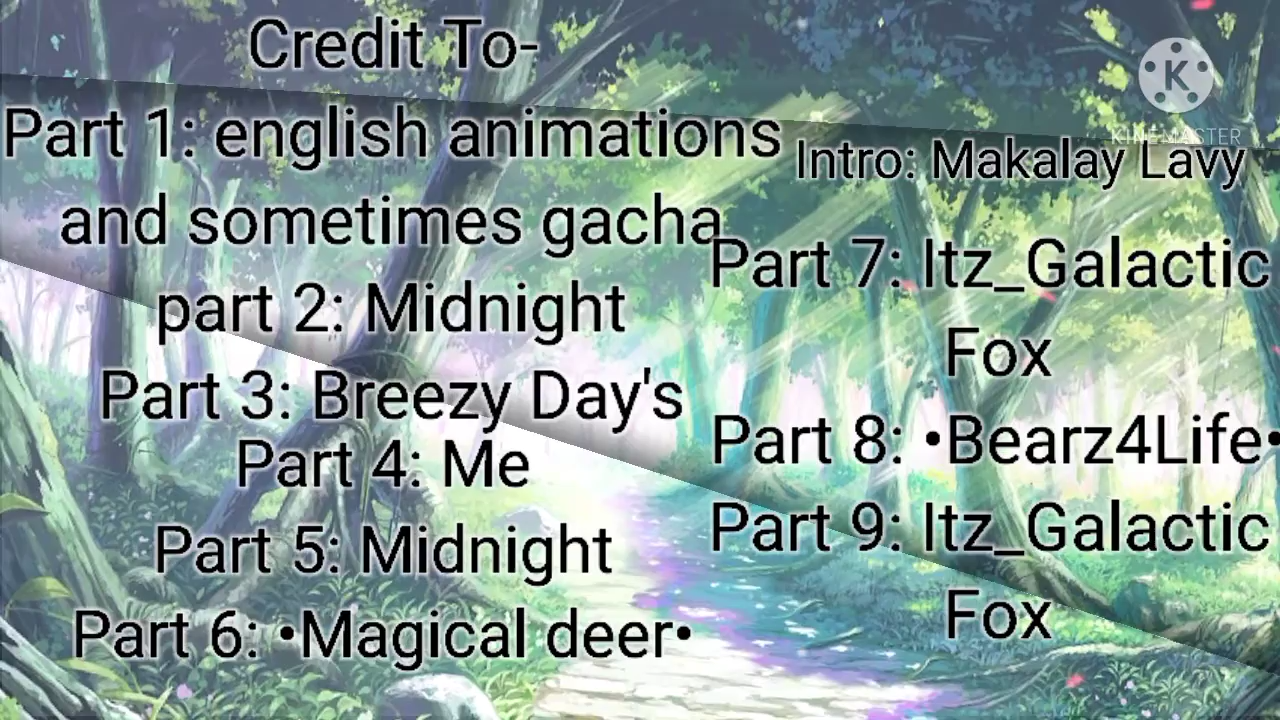 Credit To-
Part 1: english animations
and sometimes gacha
part 2: Midnight
Part 3: Breezy Day's
Part 4: Me
Part 5: Midnight
Part 6: •Magical deer•
K
KINEMASTER
Intro: Makalay Lavy
Part 7: Itz_Galactic
Fox
Part 8: •Bearz4Life•
Part 9: Itz_Galactic
Fox